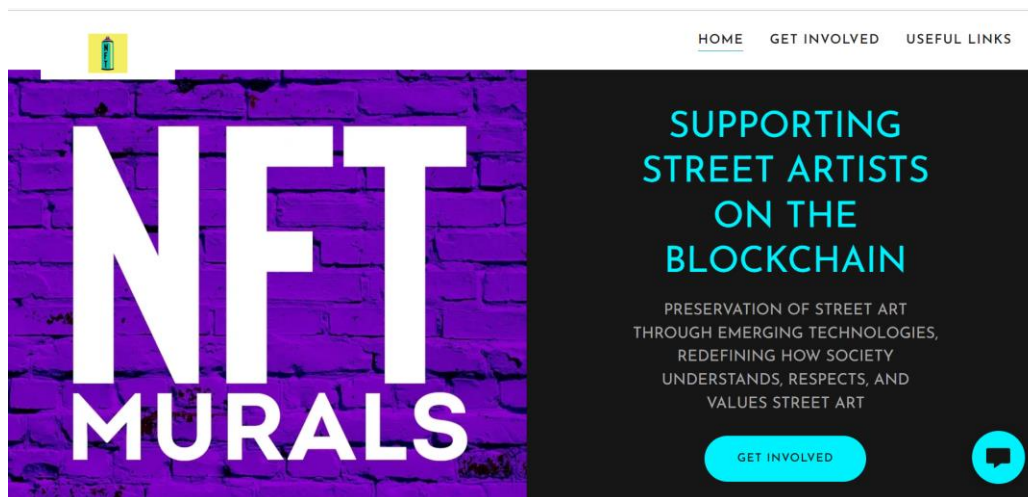 NFT
HOME GET INVOLVED USEFUL LINKS
NFT
MURALS
SUPPORTING
STREET ARTISTS
ON THE
BLOCKCHAIN
PRESERVATION OF STREET ART
THROUGH EMERGING TECHNOLOGIES,
REDEFINING HOW SOCIETY
UNDERSTANDS, RESPECTS, AND
VALUES STREET ART
GET INVOLVED